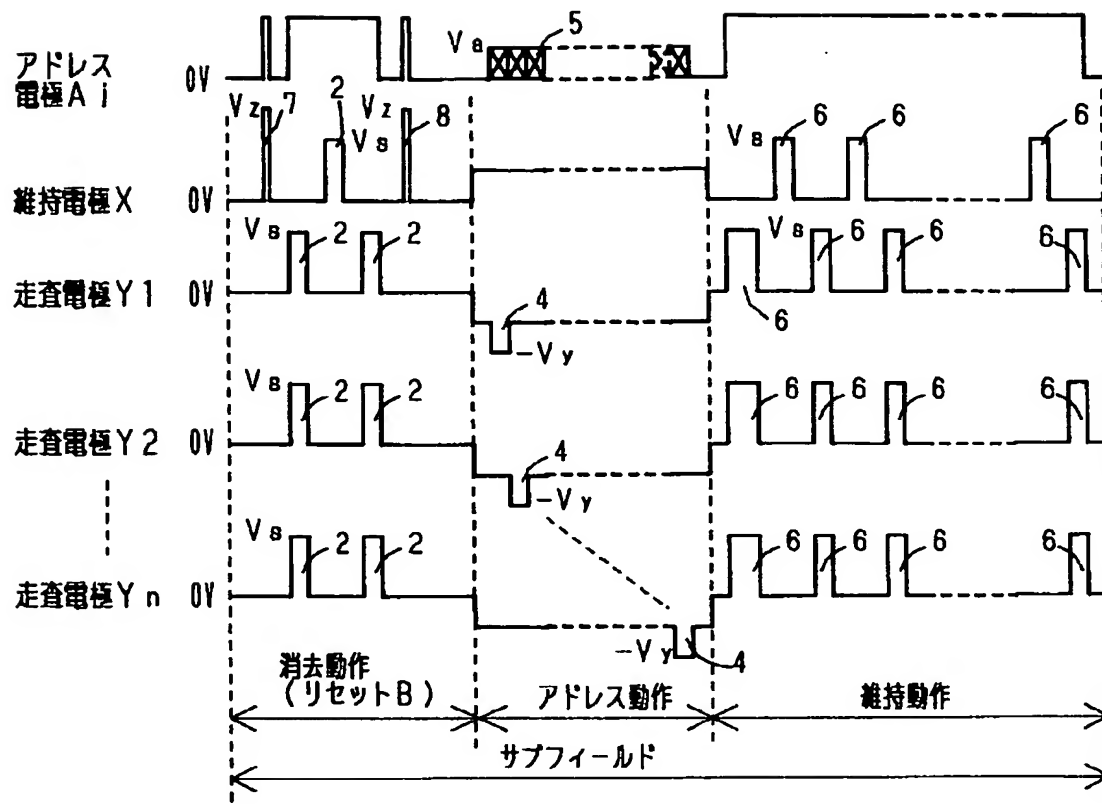 5
Va
アドレス
電極Ai 0V
Vz 7 2 Vz 8 6 6 6
Vs Vs
維持電極X 0V
Vs 2 2 Vs 6 6 6
走査電極Y1 0V
4 6
-Vy
Vs 2 2 6 6 6 6
走査電極Y2 0V
4
-Vy
Vs 2 2 6 6 6 6
走査電極Yn 0V
-Vy 4
消去動作
(リセットB) アドレス動作 維持動作
サブフィールド